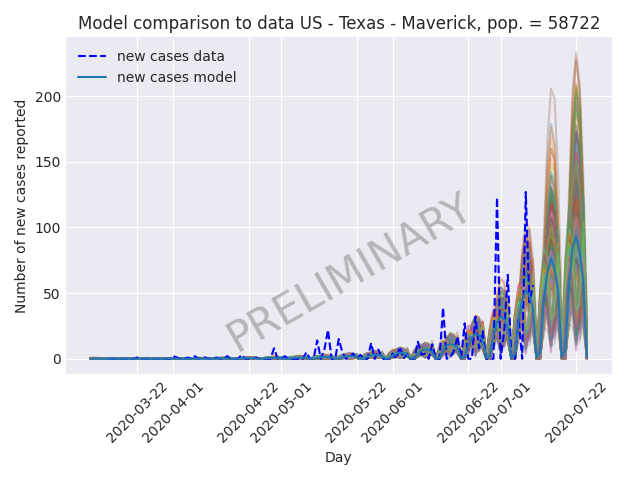 Model comparison to data US - Texas - Maverick, pop. = 58722
new cases data
new cases model
Number of new cases reported
200
150
100
50
0
PRELIMINARY
2020-03-22
2020-04-01
2020-04-22
2020-05-01
2020-05-22
2020-06-01
2020-06-22
2020-07-01
2020-07-22
Day